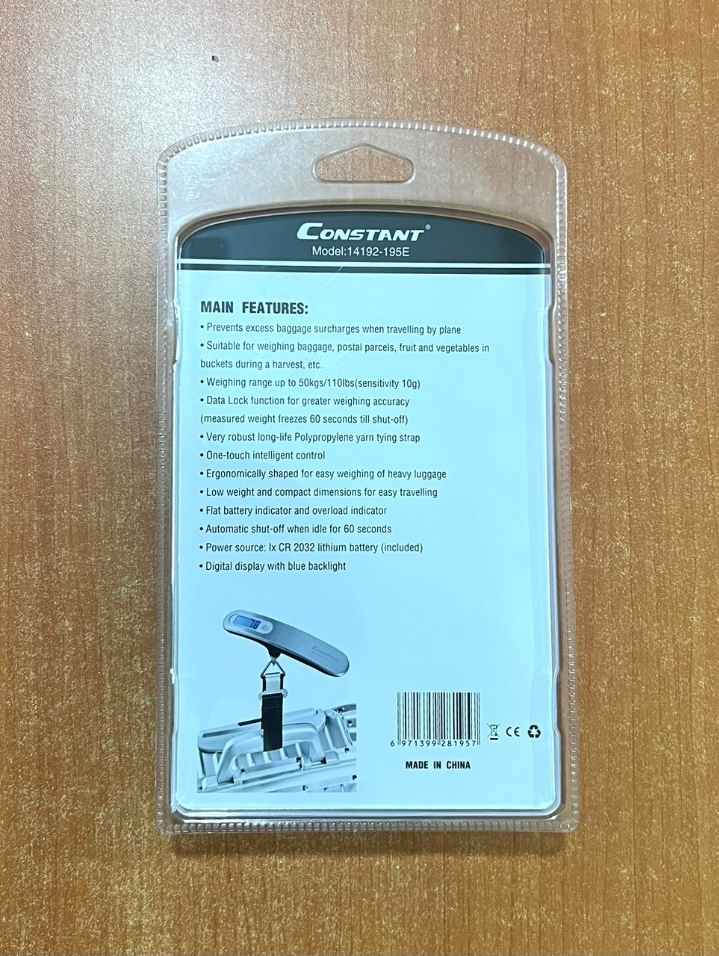 CONSTANT®
Model:14192-195E
MAIN FEATURES:
• Prevents excess baggage surcharges when travelling by plane
• Suitable for weighing baggage, postal parcels, fruit and vegetables in
buckets during a harvest, etc.
• Weighing range up to 50kgs/110lbs(sensitivity 10g)
• Data Lock function for greater weighing accuracy
(measured weight freezes 60 seconds till shut-off)
• Very robust long-life Polypropylene yarn tying strap
• One-touch intelligent control
• Ergonomically shaped for easy weighing of heavy luggage
• Low weight and compact dimensions for easy travelling
• Flat battery indicator and overload indicator
• Automatic shut-off when idle for 60 seconds
• Power source: Ix CR 2032 lithium battery (included)
• Digital display with blue backlight
6 971399 281957
CE
MADE IN CHINA